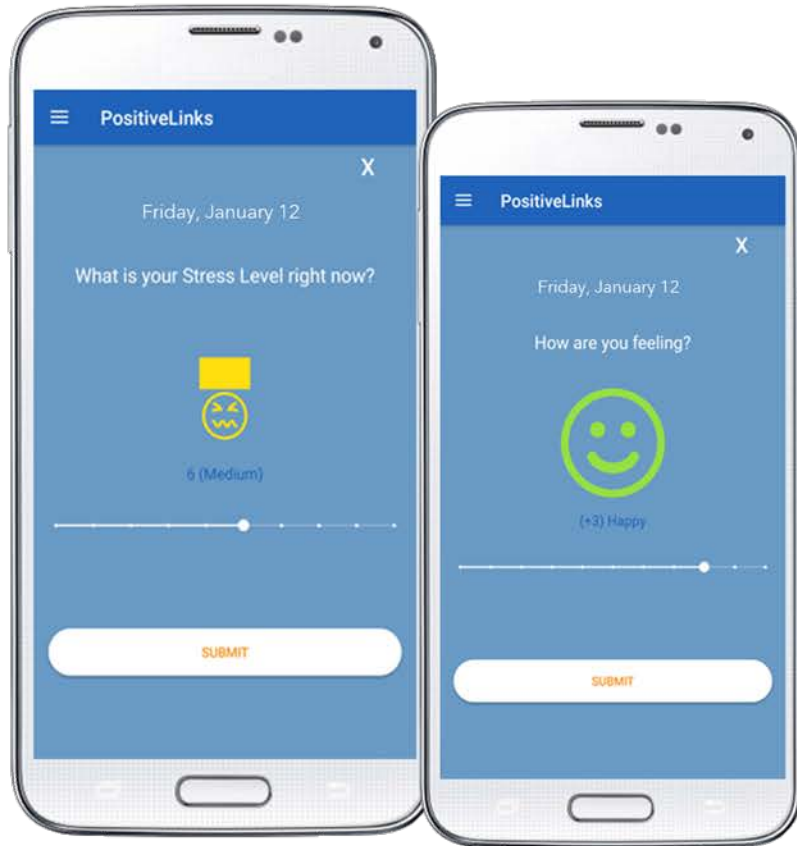 PositiveLinks
X
Friday, January 12
What is your Stress Level right now?
6 (Medium)
SUBMIT
PositiveLinks
X
Friday, January 12
How are you feeling?
(+3) Happy
SUBMIT